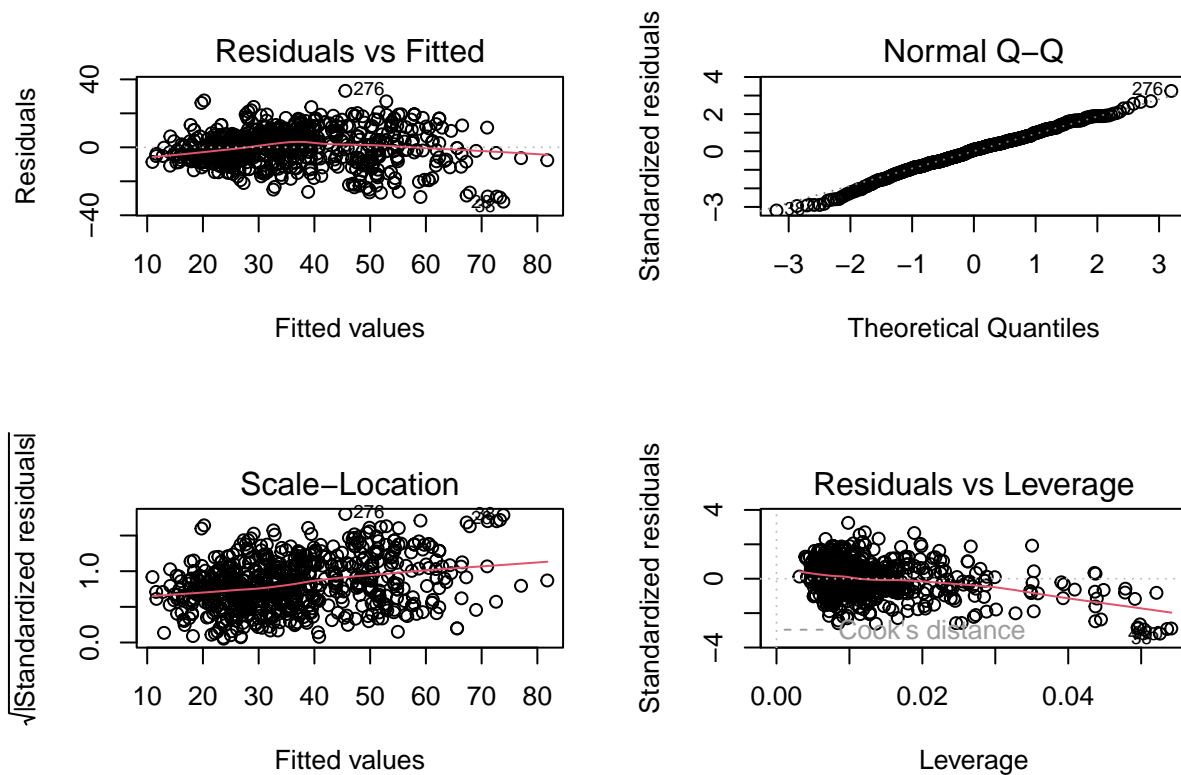 Residuals vs Fitted
Residuals
40
0
−40
276
10 20 30 40 50 60 70 80
Fitted values
Normal Q−Q
Standardized residuals
4
2
0
−3
276
−3 −2 −1 0 1 2 3
Theoretical Quantiles
Scale−Location
√|Standardized residuals|
1.0
0.0
276
10 20 30 40 50 60 70 80
Fitted values
Residuals vs Leverage
Standardized residuals
4
0
−4
Cook's distance
0.00 0.02 0.04
Leverage